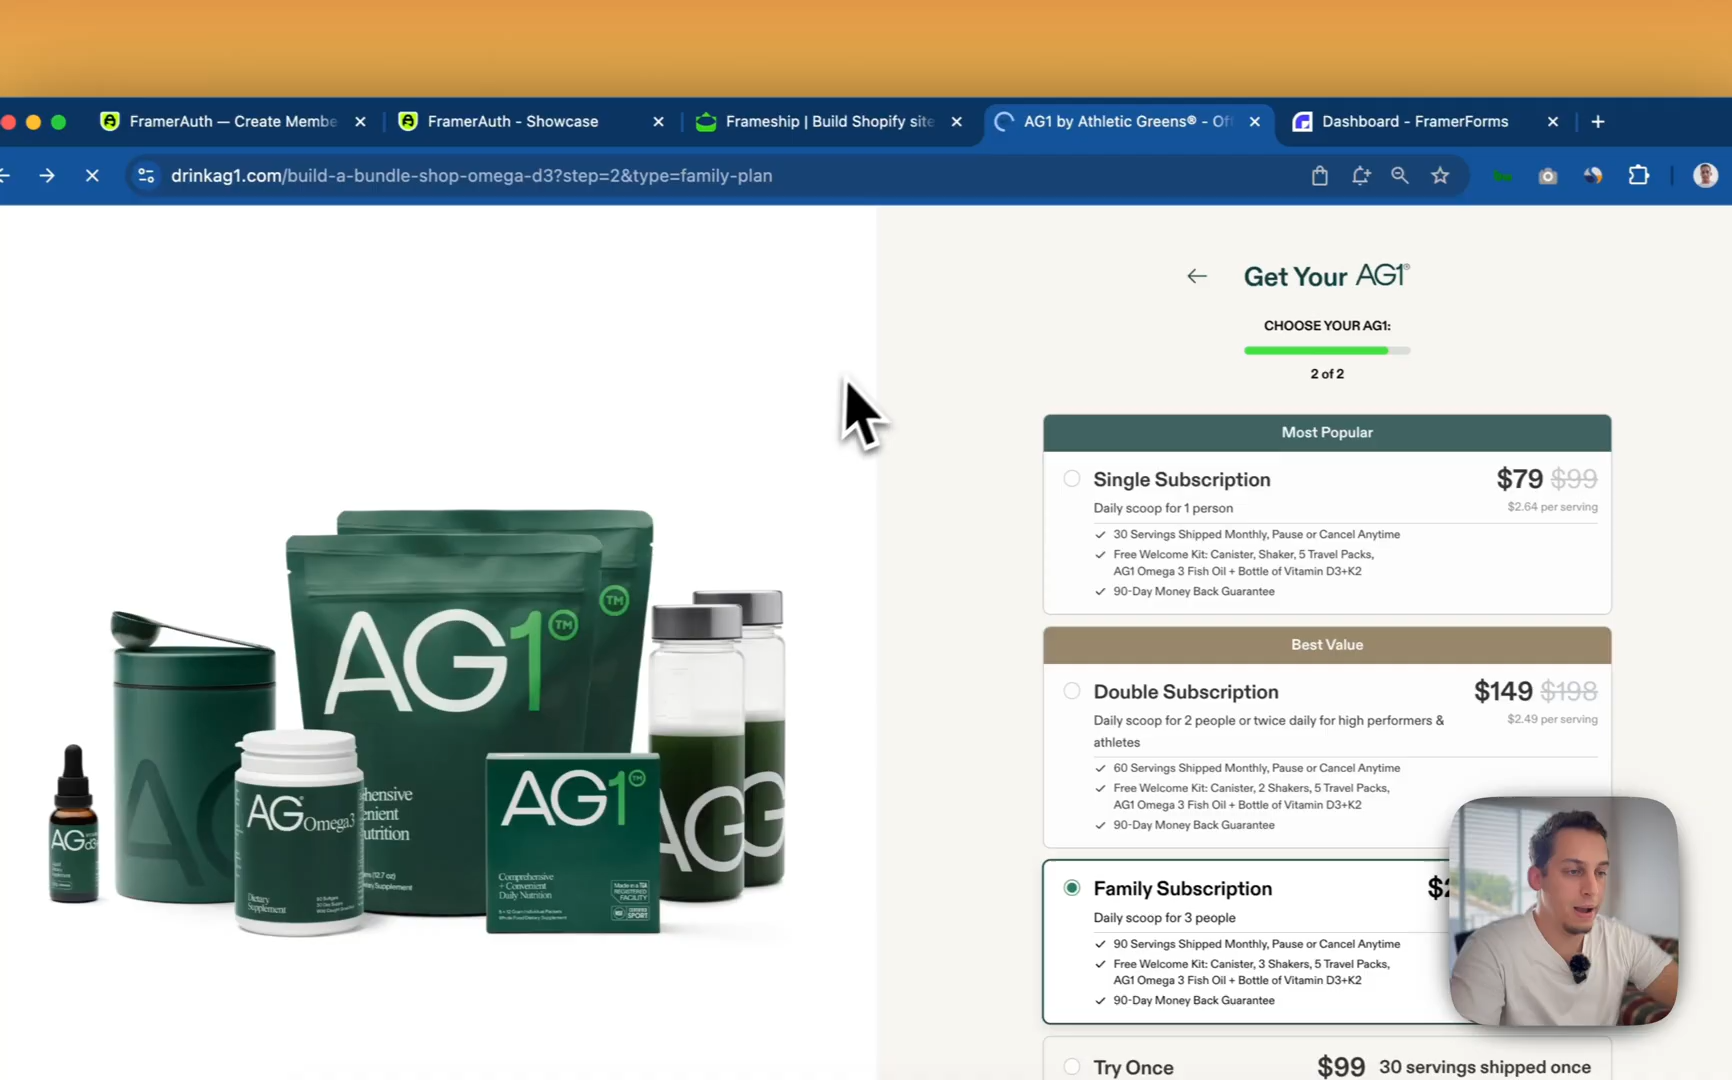 FramerAuth — Create Membe
FramerAuth - Showcase
Frameship | Build Shopify site
AG1 by Athletic Greens® - Of
Dashboard - FramerForms
drinkag1.com/build-a-bundle-shop-omega-d3?step=2&type=family-plan
Get Your AG1®
CHOOSE YOUR AG1:
2 of 2
Most Popular
Single Subscription
$79 $99
Daily scoop for 1 person
$2.64 per serving
30 Servings Shipped Monthly, Pause or Cancel Anytime
Free Welcome Kit: Canister, Shaker, 5 Travel Packs,
AG1 Omega 3 Fish Oil + Bottle of Vitamin D3+K2
90-Day Money Back Guarantee
Best Value
Double Subscription
$149 $198
Daily scoop for 2 people or twice daily for high performers &
athletes
$2.49 per serving
60 Servings Shipped Monthly, Pause or Cancel Anytime
Free Welcome Kit: Canister, 2 Shakers, 5 Travel Packs,
AG1 Omega 3 Fish Oil + Bottle of Vitamin D3+K2
90-Day Money Back Guarantee
Family Subscription
Daily scoop for 3 people
90 Servings Shipped Monthly, Pause or Cancel Anytime
Free Welcome Kit: Canister, 3 Shakers, 5 Travel Packs,
AG1 Omega 3 Fish Oil + Bottle of Vitamin D3+K2
90-Day Money Back Guarantee
Try Once
$99 30 servings shipped once
AG1™
™
AG
AG Omega3
Dietary
Supplement
AG1™
Comprehensive
+ Convenient
Daily Nutrition
AG